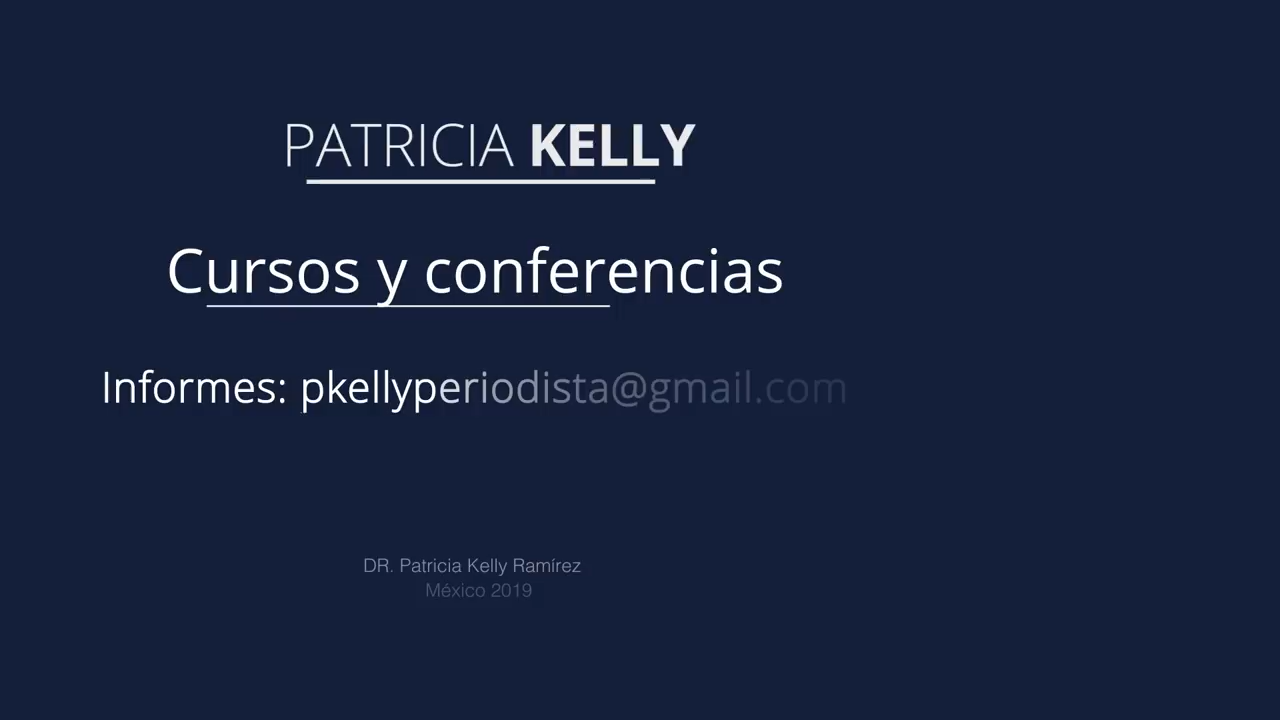 PATRICIA KELLY
Cursos y conferencias
Informes: pkellyperiodista@gmail.com
DR. Patricia Kelly Ramírez
México 2019